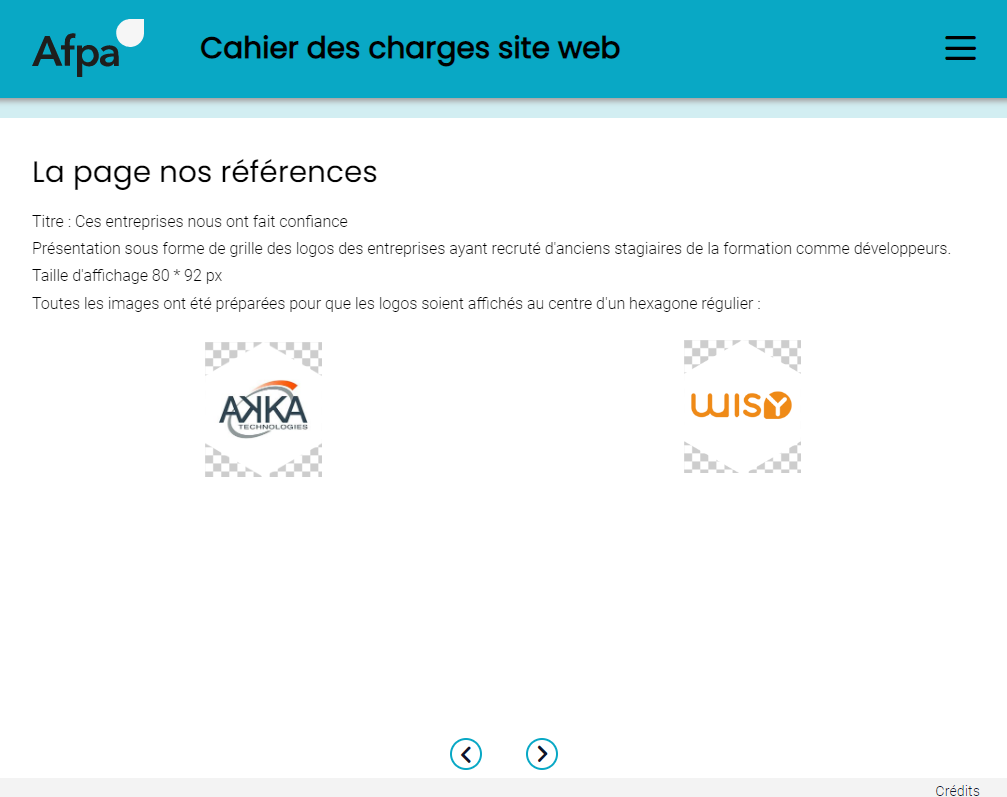 Afpa
Cahier des charges site web
La page nos références
Titre : Ces entreprises nous ont fait confiance
Présentation sous forme de grille des logos des entreprises ayant recruté d'anciens stagiaires de la formation comme développeurs.
Taille d'affichage 80 * 92 px
Toutes les images ont été préparées pour que les logos soient affichés au centre d'un hexagone régulier :
AKKA
TECHNOLOGIES
WISY
Crédits